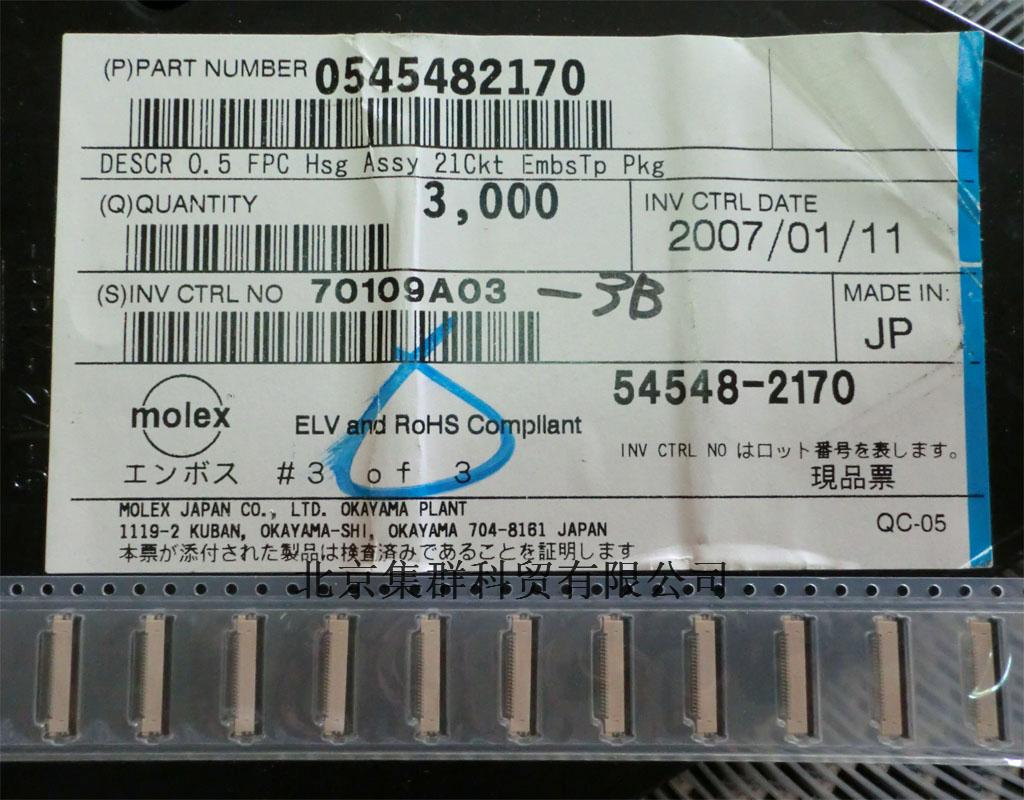 (P)PART NUMBER 0545482170
DESCR 0.5 FPC Hsg Assy 21Ckt EmbsTp Pkg
(Q)QUANTITY 3,000
INV CTRL DATE
2007/01/11
(S)INV CTRL NO 70109A03 -3B
MADE IN:
JP
54548-2170
molex
ELV and RoHS Compliant
INV CTRL NO はロット番号を表します。
エンボス #3 of 3
現品票
MOLEX JAPAN CO., LTD. OKAYAMA PLANT
1119-2 KUBAN, OKAYAMA-SHI, OKAYAMA 704-8161 JAPAN
QC-05
本票が添付された製品は検査済みであることを証明します
北京集群科贸有限公司